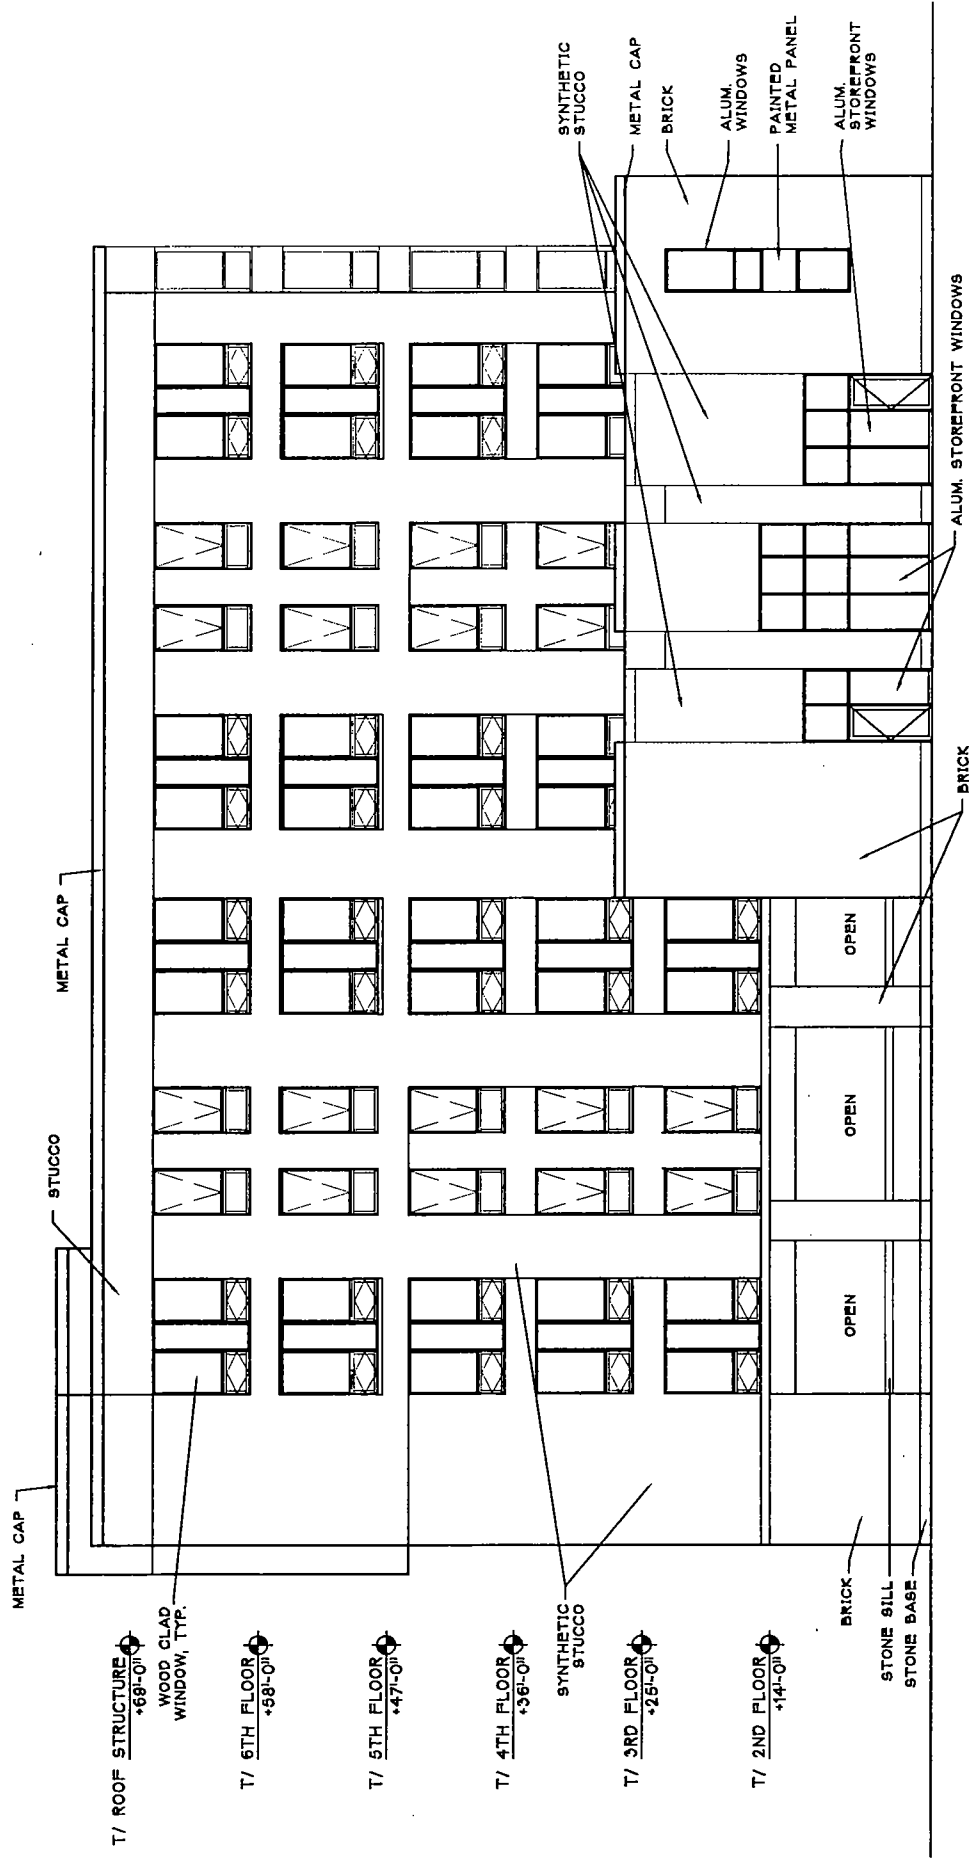 METAL CAP
STUCCO
METAL CAP
T/ ROOF STRUCTURE
+69'-0"
WOOD CLAD
WINDOW, TYP.
T/ 6TH FLOOR
+58'-0"
T/ 5TH FLOOR
+47'-0"
T/ 4TH FLOOR
+36'-0"
SYNTHETIC
STUCCO
T/ 3RD FLOOR
+25'-0"
T/ 2ND FLOOR
+14'-0"
BRICK
STONE SILL
STONE BASE
OPEN
OPEN
OPEN
BRICK
ALUM. STOREFRONT WINDOWS
SYNTHETIC
STUCCO
METAL CAP
BRICK
ALUM.
WINDOWS
PAINTED
METAL PANEL
ALUM.
STOREFRONT
WINDOWS